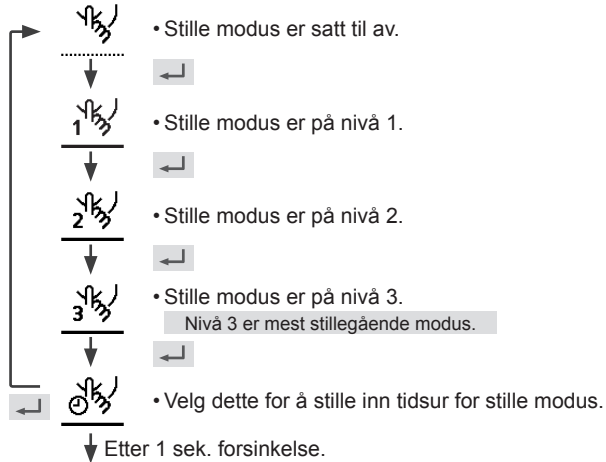 • Stille modus er satt til av.
1
• Stille modus er på nivå 1.
2
• Stille modus er på nivå 2.
3
• Stille modus er på nivå 3.
Nivå 3 er mest stillegående modus.
• Velg dette for å stille inn tidsur for stille modus.
Etter 1 sek. forsinkelse.